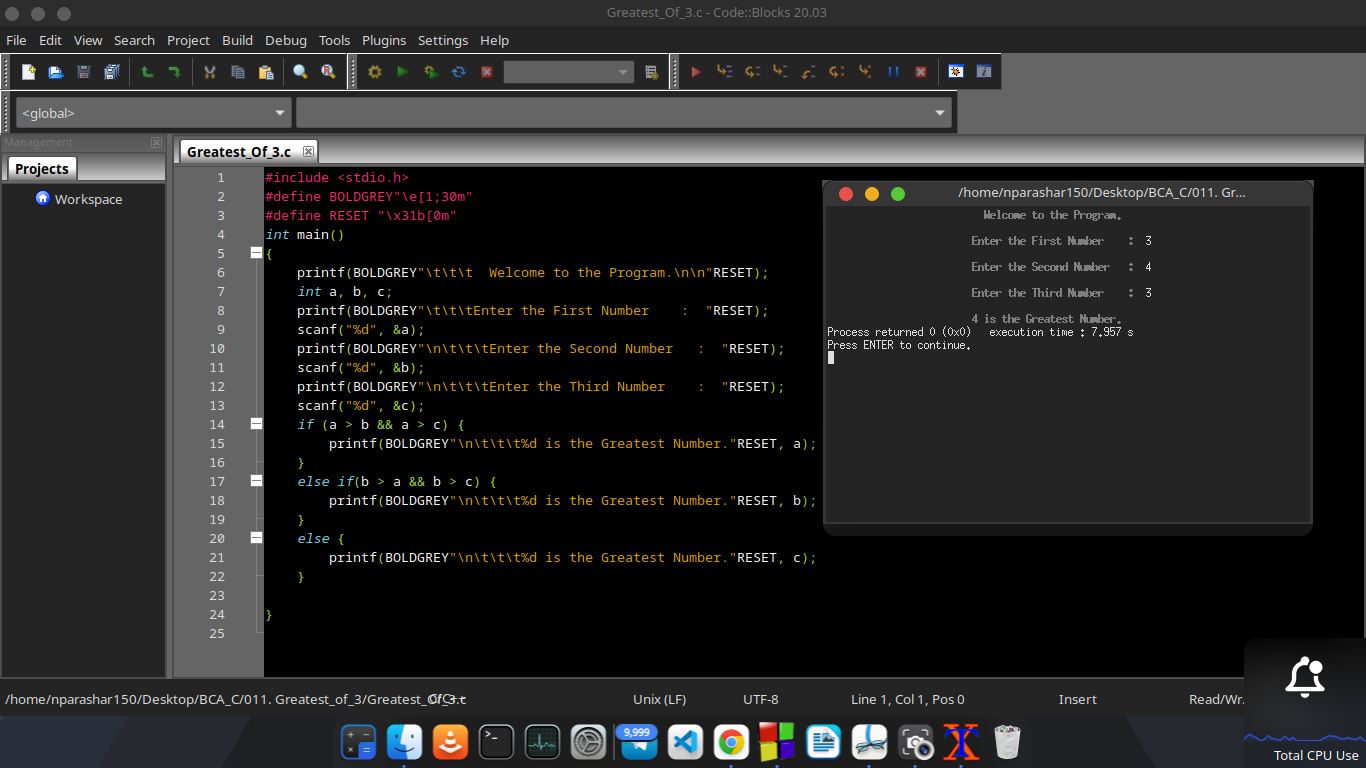 Greatest_Of_3.c - Code::Blocks 20.03
File Edit View Search Project Build Debug Tools Plugins Settings Help
<global>
Management
Projects
Workspace
Greatest_Of_3.c
1 #include <stdio.h>
2 #define BOLDGREY"\e[1;30m"
3 #define RESET "\x31b[0m"
4 int main()
5 {
6 printf(BOLDGREY"\t\t\t  Welcome to the Program.\n\n"RESET);
7 int a, b, c;
8 printf(BOLDGREY"\t\t\tEnter the First Number    :  "RESET);
9 scanf("%d", &a);
10 printf(BOLDGREY"\n\t\t\tEnter the Second Number   :  "RESET);
11 scanf("%d", &b);
12 printf(BOLDGREY"\n\t\t\tEnter the Third Number    :  "RESET);
13 scanf("%d", &c);
14 if (a > b && a > c) {
15 printf(BOLDGREY"\n\t\t\t%d is the Greatest Number."RESET, a);
16 }
17 else if(b > a && b > c) {
18 printf(BOLDGREY"\n\t\t\t%d is the Greatest Number."RESET, b);
19 }
20 else {
21 printf(BOLDGREY"\n\t\t\t%d is the Greatest Number."RESET, c);
22 }
23
24 }
25
/home/nparashar150/Desktop/BCA_C/011. Gr...
Welcome to the Program.
Enter the First Number : 3
Enter the Second Number : 4
Enter the Third Number : 3
4 is the Greatest Number.
Process returned 0 (0x0) execution time : 7.957 s
Press ENTER to continue.
/home/nparashar150/Desktop/BCA_C/011. Greatest_of_3/Greatest_Of_3.c C/C++ Unix (LF) UTF-8 Line 1, Col 1, Pos 0 Insert Read/Wr.
9,999
Total CPU Use